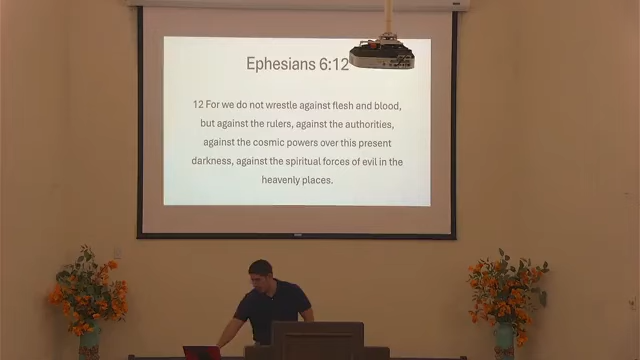 Ephesians 6:12
12 For we do not wrestle against flesh and blood,
but against the rulers, against the authorities,
against the cosmic powers over this present
darkness, against the spiritual forces of evil in the
heavenly places.